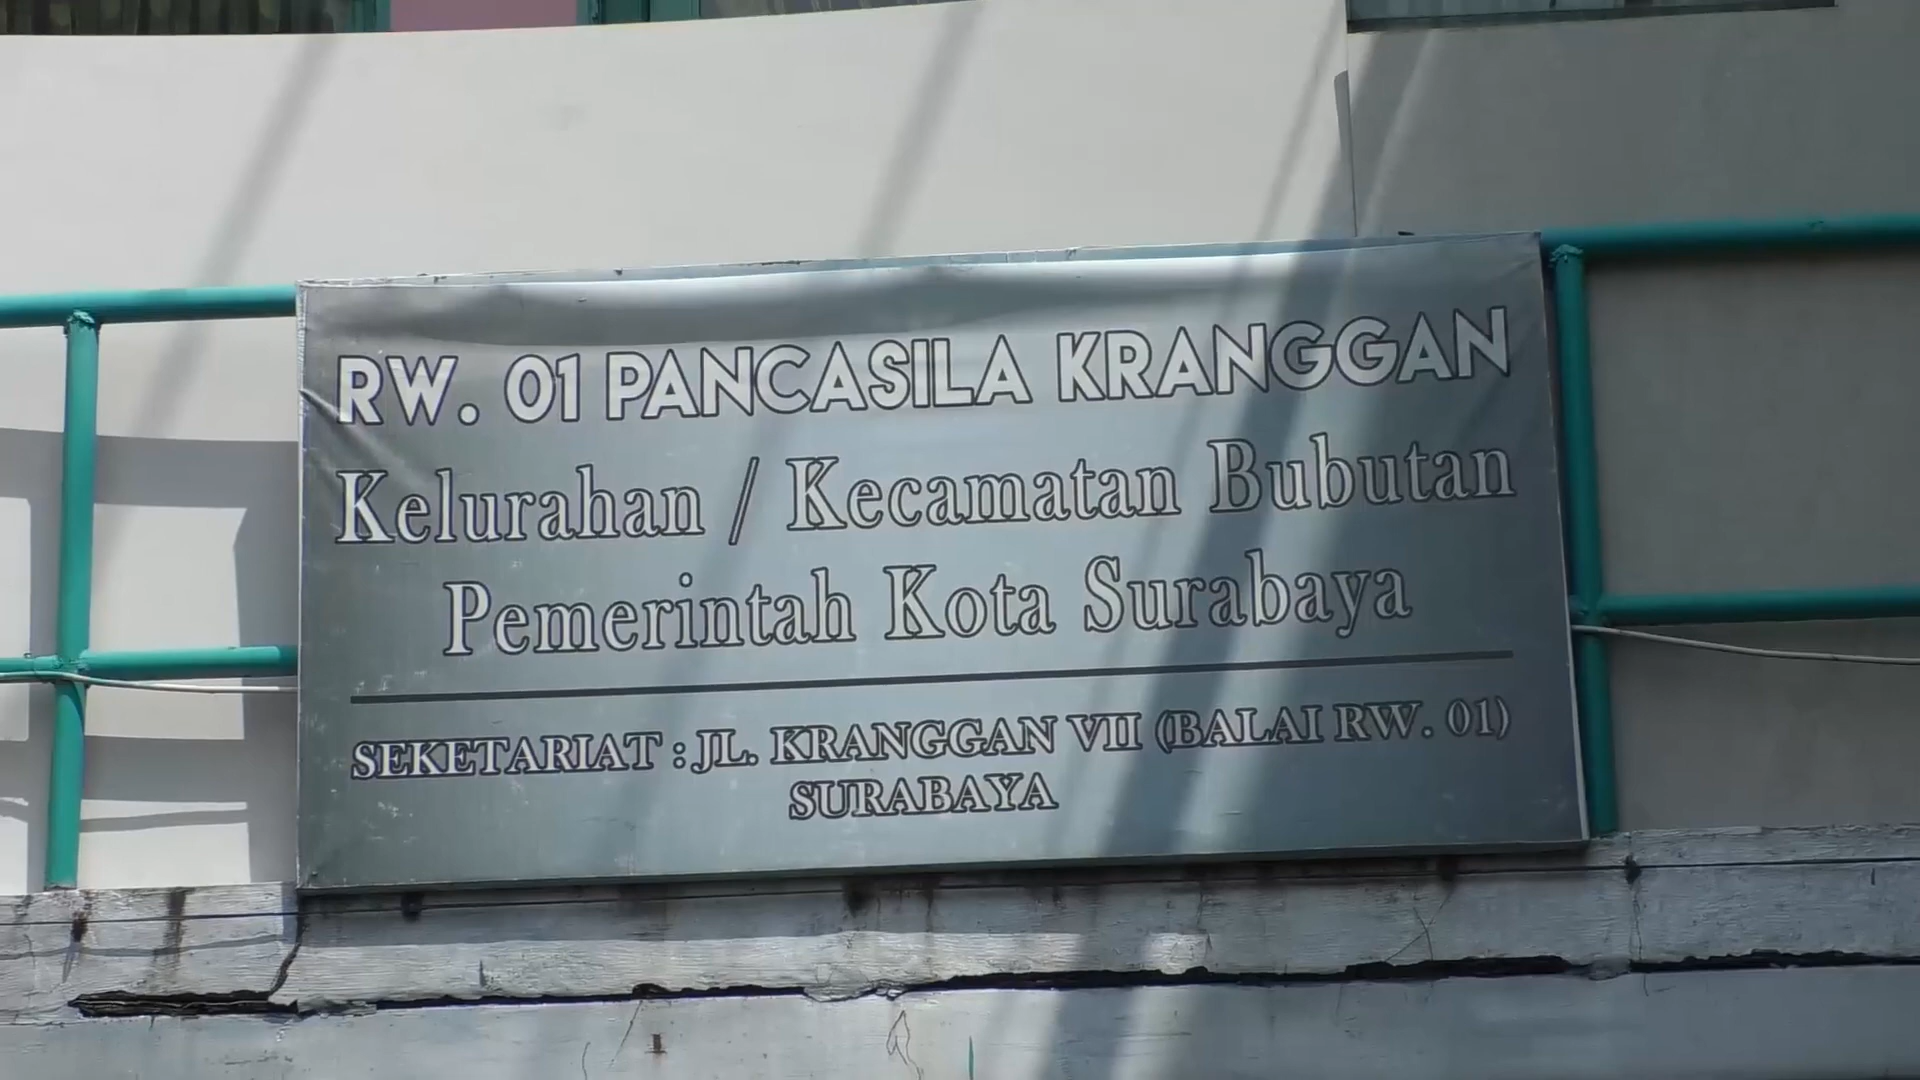 RW. 01 PANCASILA KRANGGAN
Kelurahan / Kecamatan Bubutan
Pemerintah Kota Surabaya
SEKETARIAT : JL. KRANGGAN VII (BALAI RW. 01)
SURABAYA